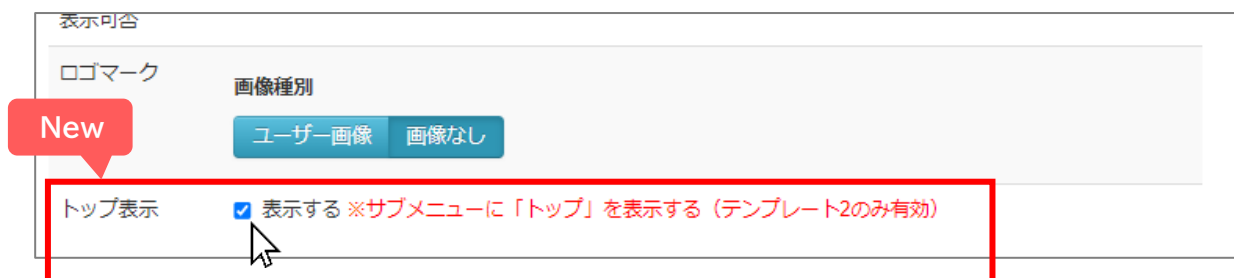 表示可否
ロゴマーク
画像種別
New
ユーザー画像 画像なし
トップ表示 表示する ※サブメニューに「トップ」を表示する（テンプレート2のみ有効）